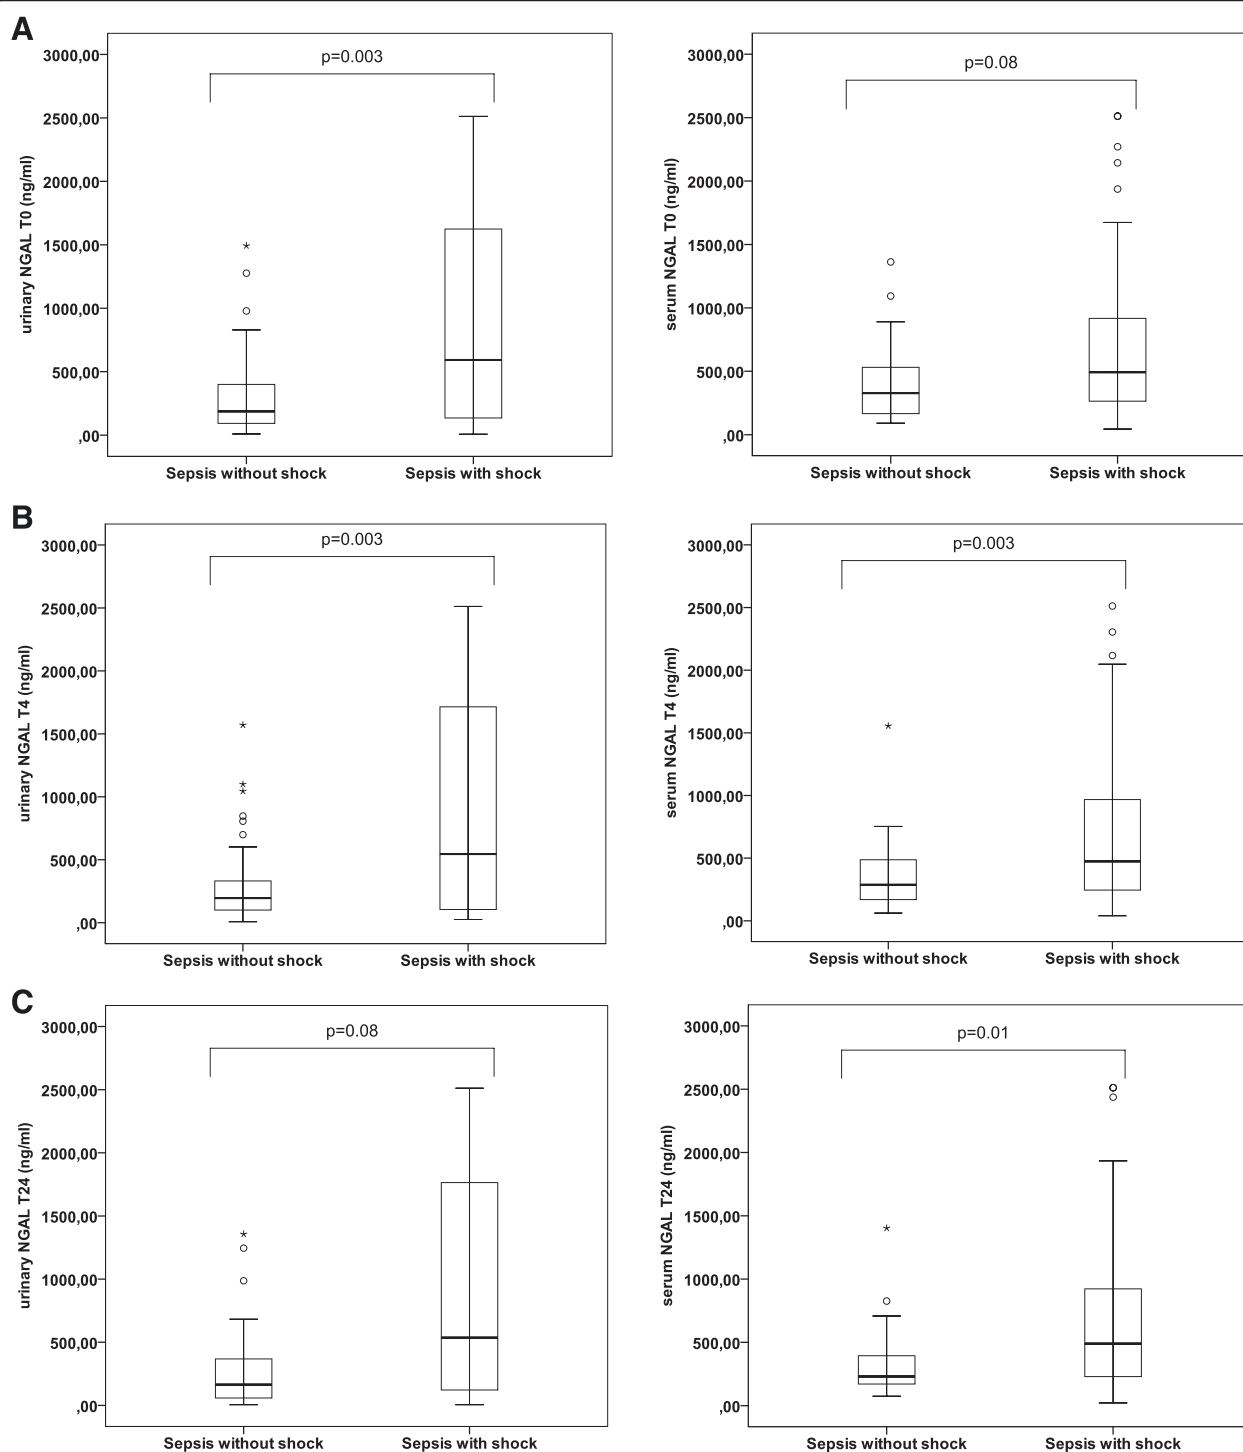 A
urinary NGAL T0 (ng/ml)
3000,00
2500,00
2000,00
1500,00
1000,00
500,00
,00
p=0.003
*
Sepsis without shock
Sepsis with shock
serum NGAL T0 (ng/ml)
3000,00
2500,00
2000,00
1500,00
1000,00
500,00
,00
p=0.08
Sepsis without shock
Sepsis with shock
B
urinary NGAL T4 (ng/ml)
3000,00
2500,00
2000,00
1500,00
1000,00
500,00
,00
p=0.003
*
*
*
Sepsis without shock
Sepsis with shock
serum NGAL T4 (ng/ml)
3000,00
2500,00
2000,00
1500,00
1000,00
500,00
,00
p=0.003
*
Sepsis without shock
Sepsis with shock
C
urinary NGAL T24 (ng/ml)
3000,00
2500,00
2000,00
1500,00
1000,00
500,00
,00
p=0.08
*
Sepsis without shock
Sepsis with shock
serum NGAL T24 (ng/ml)
3000,00
2500,00
2000,00
1500,00
1000,00
500,00
,00
p=0.01
*
Sepsis without shock
Sepsis with shock